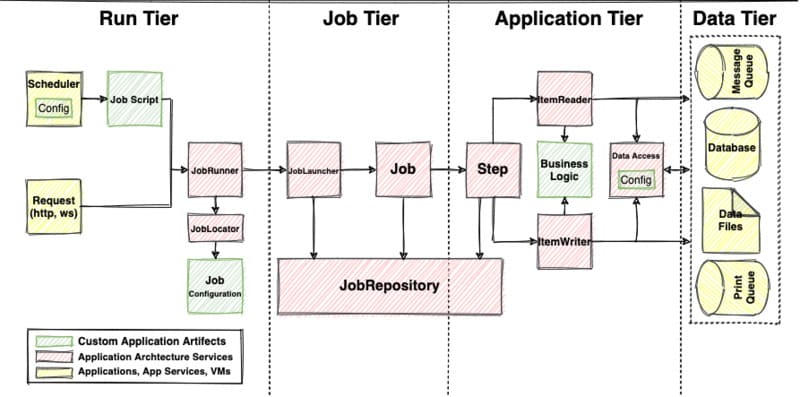 Run Tier
Job Tier
Application Tier
Data Tier
Scheduler
Config
Job Script
Request
(http, ws)
JobRunner
JobLocator
Job
Configuration
JobLauncher
Job
JobRepository
Step
ItemReader
Business
Logic
ItemWriter
Data Access
Config
Message
Queue
Database
Data
Files
Print
Queue
Custom Application Artifects
Application Archtecture Services
Applications, App Services, VMs